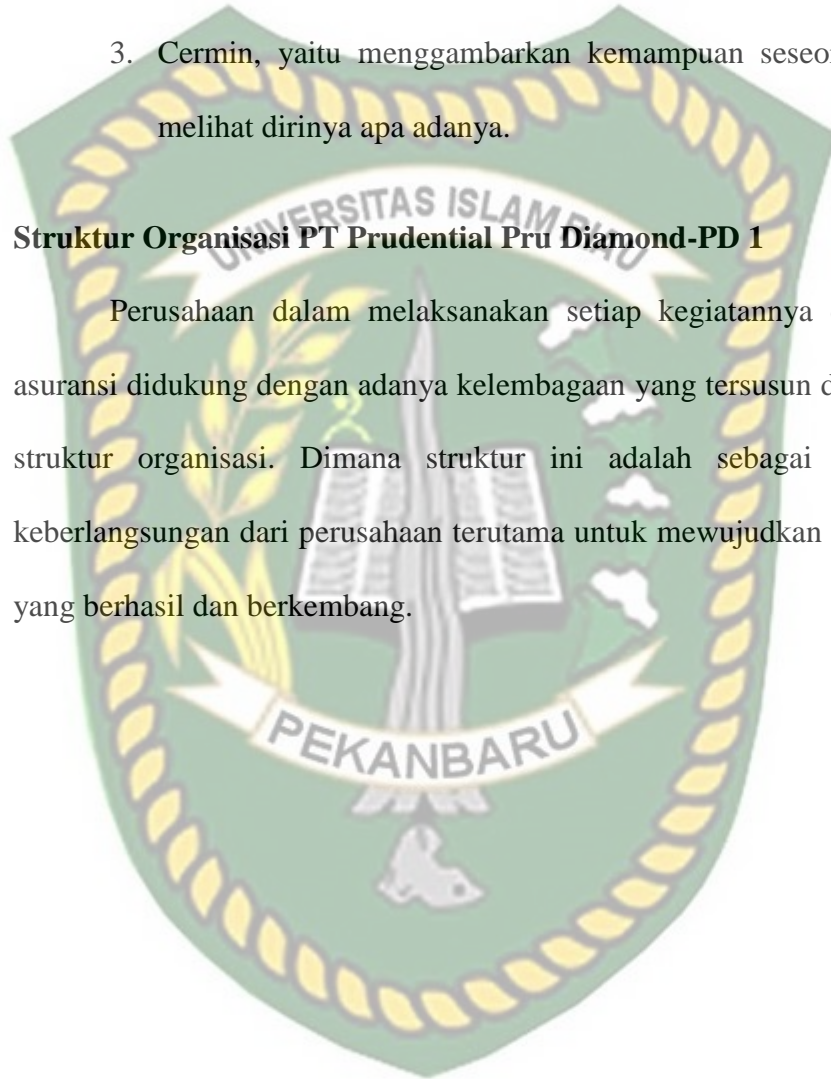 3. Cermin, yaitu menggambarkan kemampuan
melihat dirinya apa adanya.
UNIVERSITAS ISLAM RIAU
Struktur Organisasi PT Prudential Pru Diamond-PD 1
Perusahaan dalam melaksanakan setiap kegiatannya
asuransi didukung dengan adanya kelembagaan yang tersusun
struktur organisasi. Dimana struktur ini adalah sebagai
keberlangsungan dari perusahaan terutama untuk mewujudkan
yang berhasil dan berkembang.
PEKANBARU